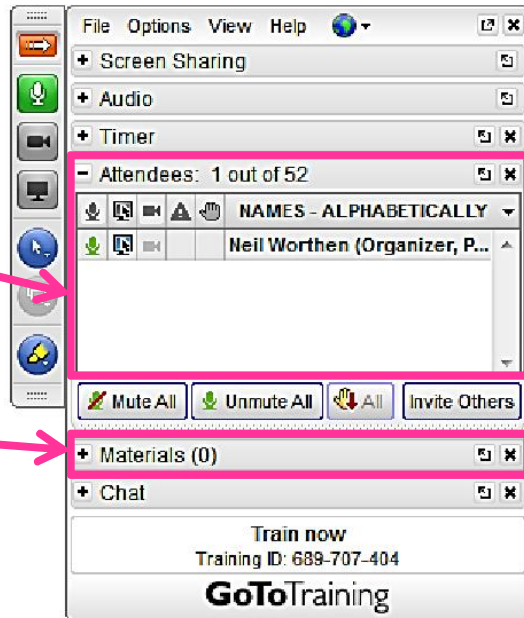 File Options View Help
+ Screen Sharing
+ Audio
+ Timer
- Attendees: 1 out of 52
NAMES - ALPHABETICALLY
Neil Worthen (Organizer, P...
Mute All Unmute All All Invite Others
+ Materials (0)
+ Chat
Train now
Training ID: 689-707-404
GoToTraining